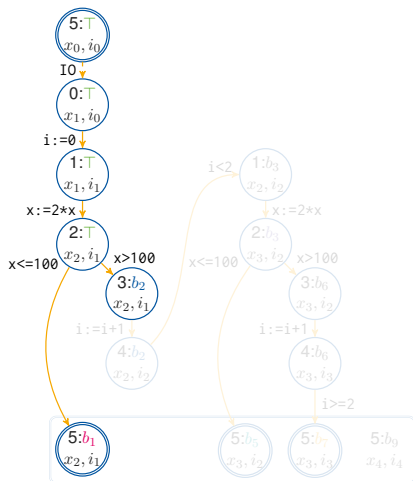 5:⊤
x₀, i₀
IO
0:⊤
x₁, i₀
i:=0
1:⊤
x₁, i₁
x:=2*x
2:⊤
x₂, i₁
x<=100
x>100
3:b₂
x₂, i₁
i:=i+1
4:b₂
x₂, i₂
i<2
1:b₃
x₂, i₂
x:=2*x
2:b₃
x₃, i₂
x<=100
x>100
3:b₆
x₃, i₂
i:=i+1
4:b₆
x₃, i₃
i>=2
5:b₁
x₂, i₁
5:b₅
x₃, i₂
5:b₇
x₃, i₃
5:b₉
x₄, i₄